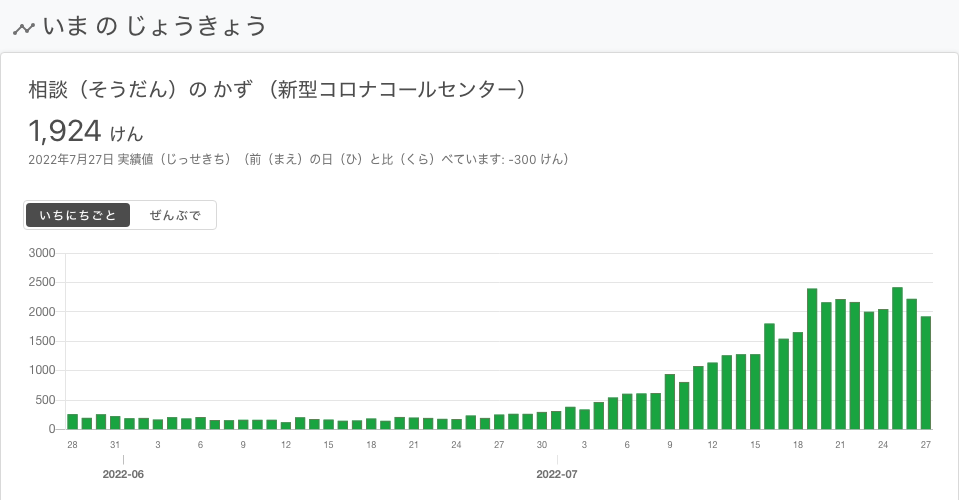 いま の じょうきょう
相談（そうだん）の かず （新型コロナコールセンター）
1,924 けん
2022年7月27日 実績値（じっせきち）（前（まえ）の日（ひ）と比（くら）べています: -300 けん）
いちにちごと ぜんぶで
3000
2500
2000
1500
1000
500
0
28 31 3 6 9 12 15 18 21 24 27 30 3 6 9 12 15 18 21 24 27
2022-06 2022-07